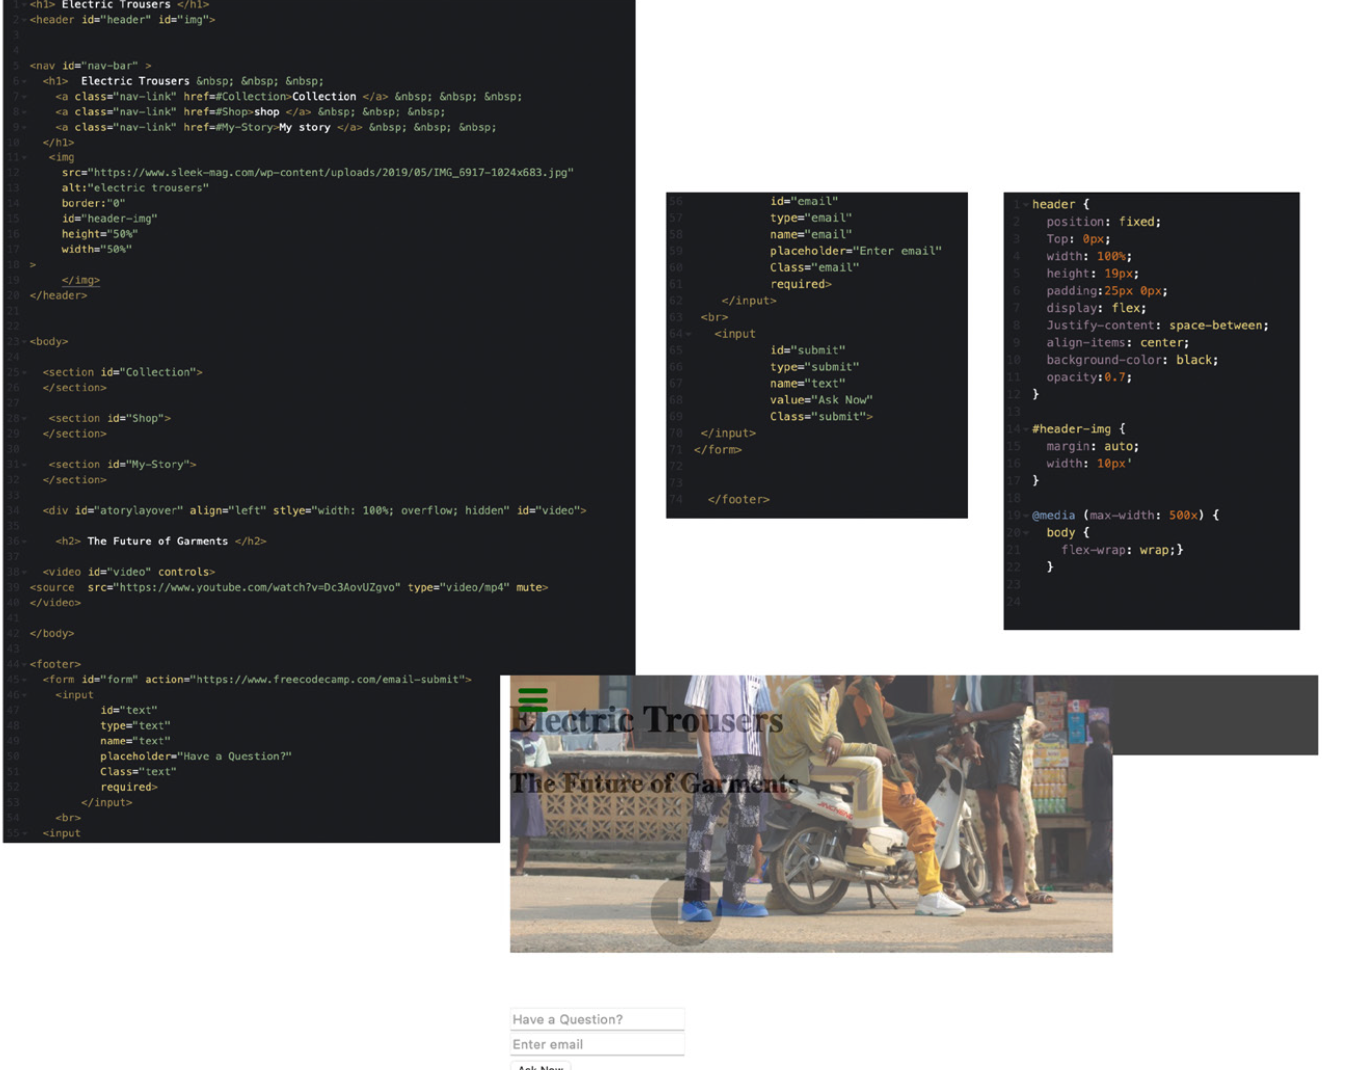 1 <h1> Electric Trousers </h1>
2 <header id="header" id="img">
3
4
5 <nav id="nav-bar" >
6 <h1>  Electric Trousers &nbsp; &nbsp; &nbsp;
7 <a class="nav-link" href=#Collection>Collection </a> &nbsp; &nbsp; &nbsp;
8 <a class="nav-link" href=#Shop>shop </a> &nbsp; &nbsp; &nbsp;
9 <a class="nav-link" href=#My-Story>My story </a> &nbsp; &nbsp; &nbsp;
10 </h1>
11 <img
12 src="https://www.sleek-mag.com/wp-content/uploads/2019/05/IMG_6917-1024x683.jpg"
13 alt:"electric trousers"
14 border:"0"
15 id="header-img"
16 height="50%"
17 width="50%"
18 >
19 </img>
20 </header>
21
22
23 <body>
24
25 <section id="Collection">
26 </section>
27
28 <section id="Shop">
29 </section>
30
31 <section id="My-Story">
32 </section>
33
34 <div id="atorylayover" align="left" stlye="width: 100%; overflow; hidden" id="video">
35
36 <h2> The Future of Garments </h2>
37
38 <video id="video" controls>
39 <source  src="https://www.youtube.com/watch?v=Dc3AovUZgvo" type="video/mp4" mute>
40 </video>
41
42 </body>
43
44 <footer>
45 <form id="form" action="https://www.freecodecamp.com/email-submit">
46 <input
47 id="text"
48 type="text"
49 name="text"
50 placeholder="Have a Question?"
51 Class="text"
52 required>
53 </input>
54 <br>
55 <input
56 id="email"
57 type="email"
58 name="email"
59 placeholder="Enter email"
60 Class="email"
61 required>
62 </input>
63 <br>
64 <input
65 id="submit"
66 type="submit"
67 name="text"
68 value="Ask Now"
69 Class="submit">
70 </input>
71 </form>
72
73
74 </footer>
1 header {
2 position: fixed;
3 Top: 0px;
4 width: 100%;
5 height: 19px;
6 padding:25px 0px;
7 display: flex;
8 Justify-content: space-between;
9 align-items: center;
10 background-color: black;
11 opacity:0.7;
12 }
13
14 #header-img {
15 margin: auto;
16 width: 10px'
17 }
18
19 @media (max-width: 500x) {
20 body {
21 flex-wrap: wrap;}
22 }
23
24
Electric Trousers
The Future of Garments
Have a Question?
Enter email
Ask Now